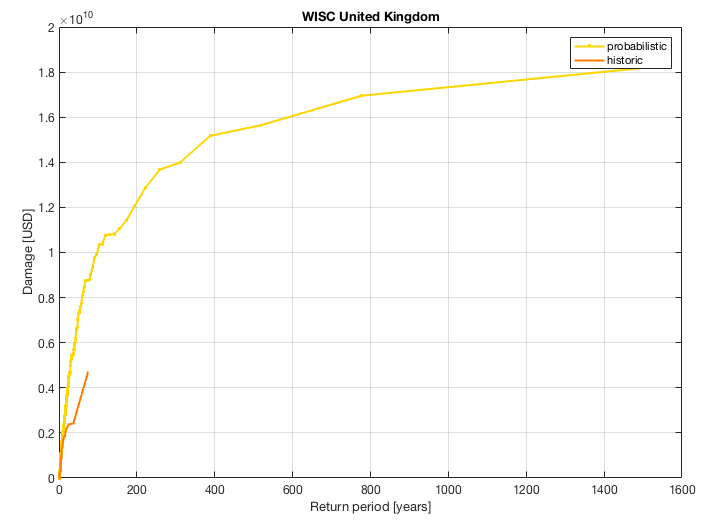 WISC United Kingdom
×10^10
2
1.8
1.6
1.4
1.2
1
0.8
0.6
0.4
0.2
0
Damage [USD]
probabilistic
historic
0 200 400 600 800 1000 1200 1400 1600
Return period [years]